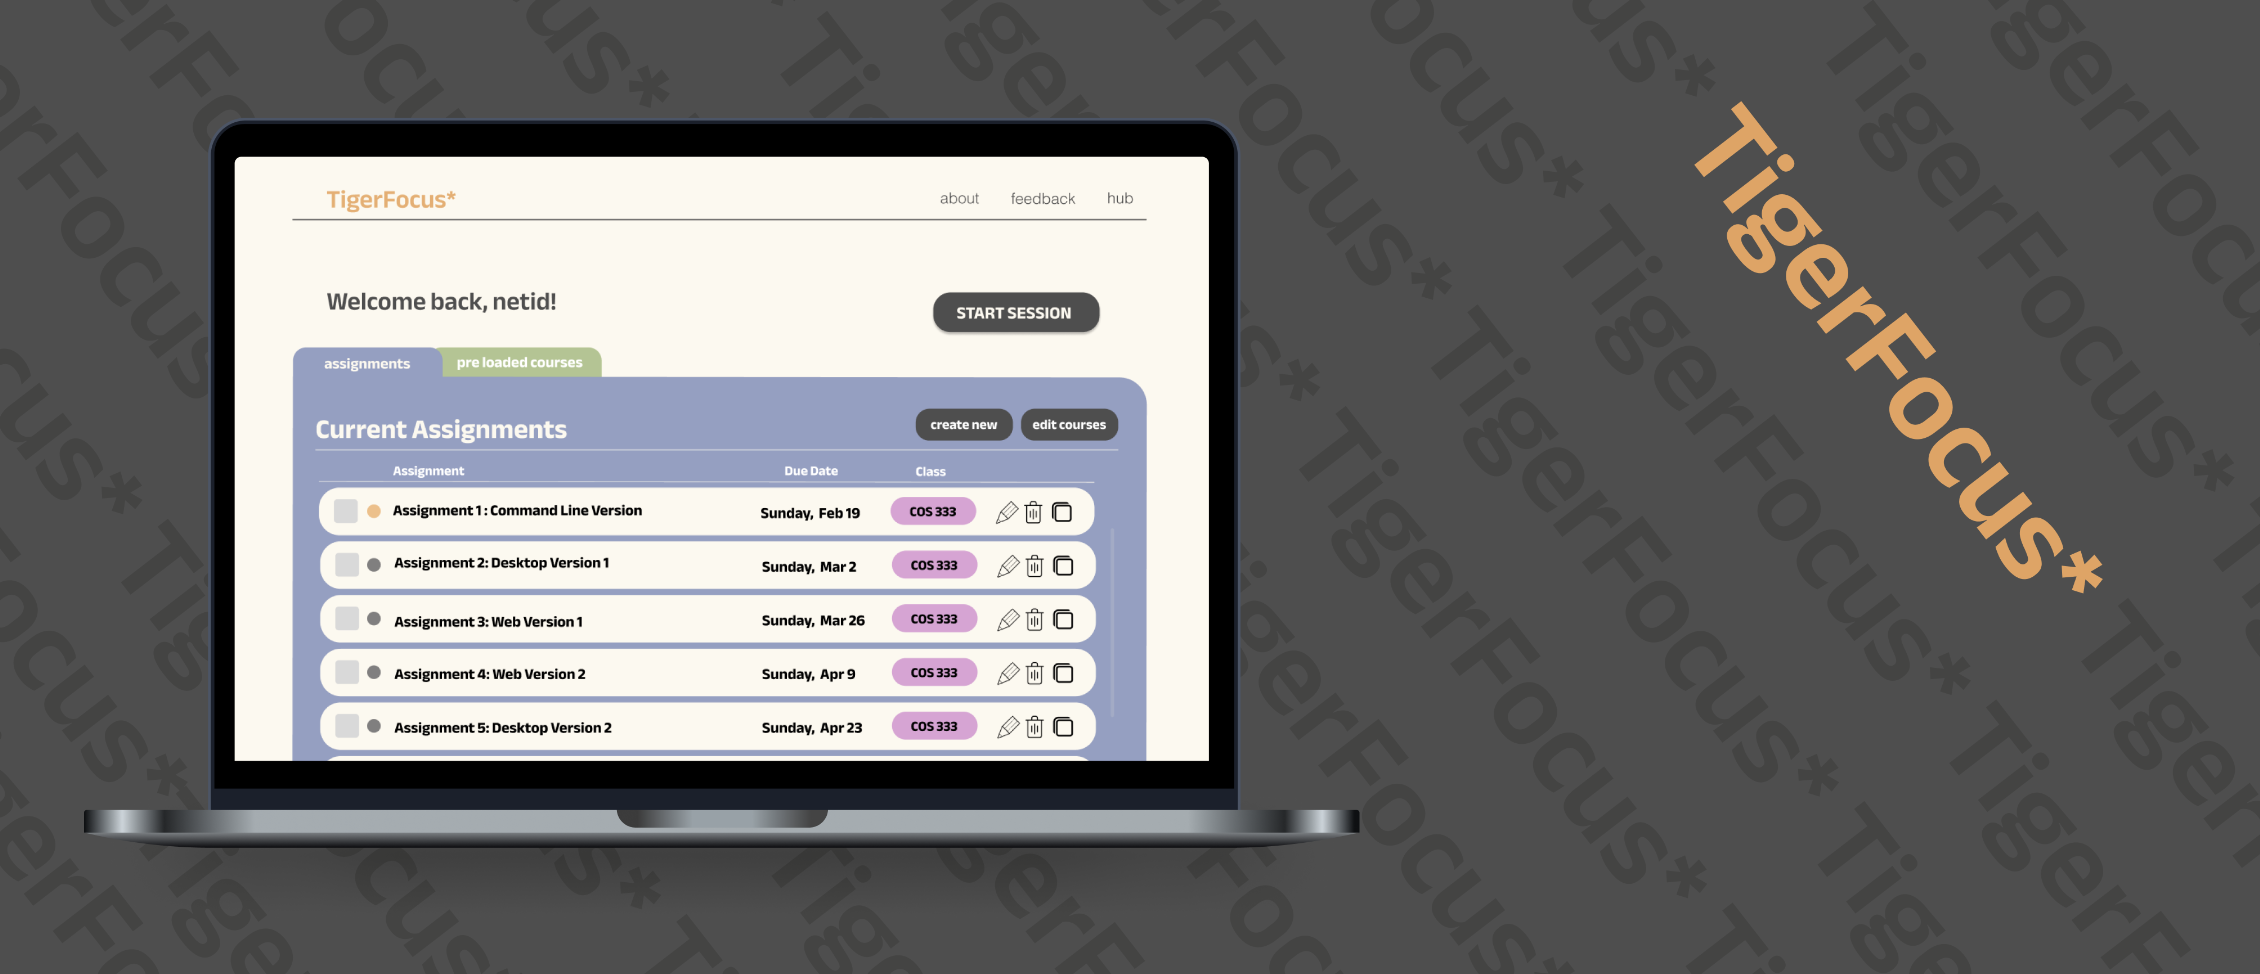 TigerFocus*
about feedback hub
Welcome back, netid!
START SESSION
assignments
pre loaded courses
Current Assignments
create new
edit courses
Assignment Due Date Class
Assignment 1 : Command Line Version Sunday, Feb 19 COS 333
Assignment 2: Desktop Version 1 Sunday, Mar 2 COS 333
Assignment 3: Web Version 1 Sunday, Mar 26 COS 333
Assignment 4: Web Version 2 Sunday, Apr 9 COS 333
Assignment 5: Desktop Version 2 Sunday, Apr 23 COS 333
TigerFocus*